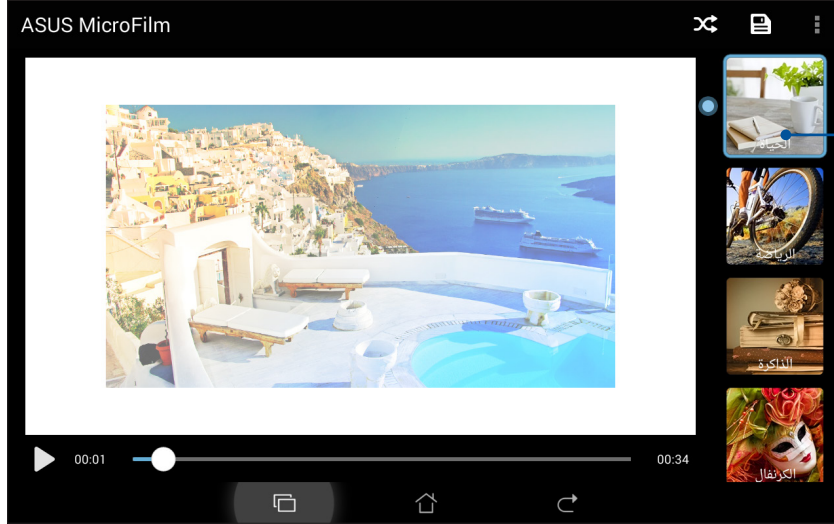 ASUS MicroFilm
الحياة
الرياضة
الذاكرة
الكرنفال
00:01
00:34